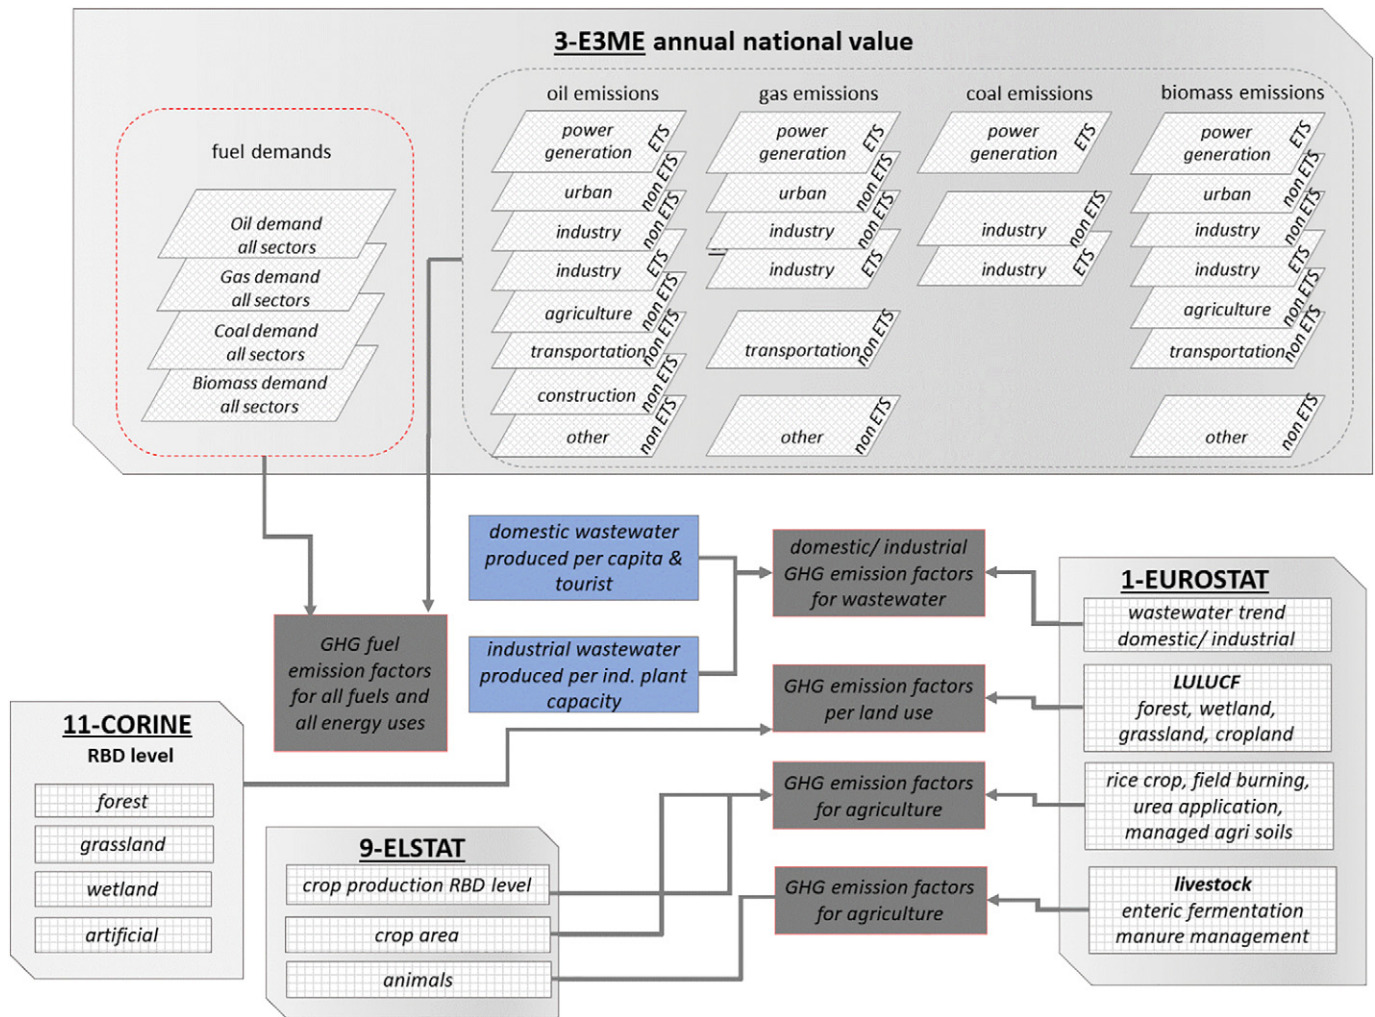 3-E3ME annual national value
fuel demands
Oil demand
all sectors
Gas demand
all sectors
Coal demand
all sectors
Biomass demand
all sectors
oil emissions
power
generation
ETS
urban
non ETS
industry
non ETS
industry
ETS
agriculture
non ETS
transportation
non ETS
construction
non ETS
other
non ETS
gas emissions
power
generation
ETS
urban
non ETS
industry
non ETS
industry
ETS
transportation
non ETS
other
non ETS
coal emissions
power
generation
ETS
industry
non ETS
industry
ETS
biomass emissions
power
generation
ETS
urban
non ETS
industry
non ETS
industry
ETS
agriculture
non ETS
transportation
non ETS
other
non ETS
domestic wastewater
produced per capita &
tourist
industrial wastewater
produced per ind. plant
capacity
domestic/ industrial
GHG emission factors
for wastewater
GHG emission factors
per land use
GHG emission factors
for agriculture
GHG emission factors
for agriculture
GHG fuel
emission factors
for all fuels and
all energy uses
1-EUROSTAT
wastewater trend
domestic/ industrial
LULUCF
forest, wetland,
grassland, cropland
rice crop, field burning,
urea application,
managed agri soils
livestock
enteric fermentation
manure management
11-CORINE
RBD level
forest
grassland
wetland
artificial
9-ELSTAT
crop production RBD level
crop area
animals